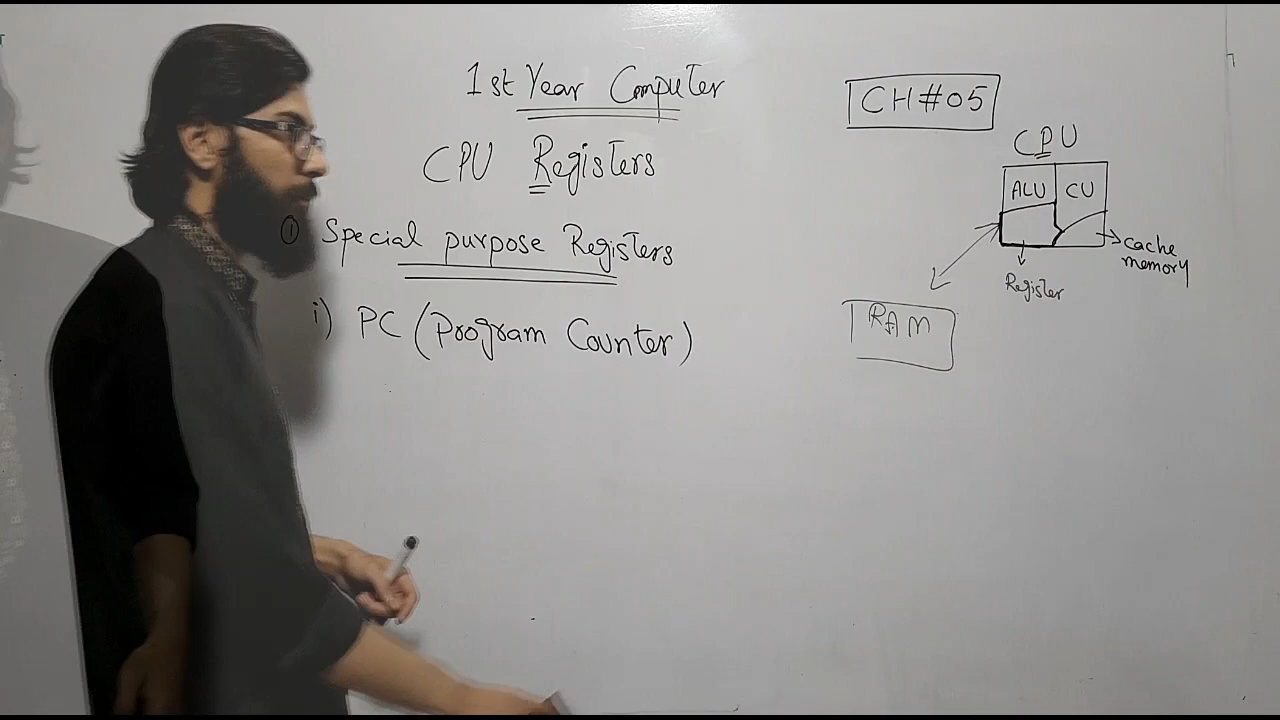 1st Year Computer
CH#05
CPU Registers
CPU
ALU CU
① Special purpose Registers
cache
memory
Register
i) PC (Program Counter)
RAM